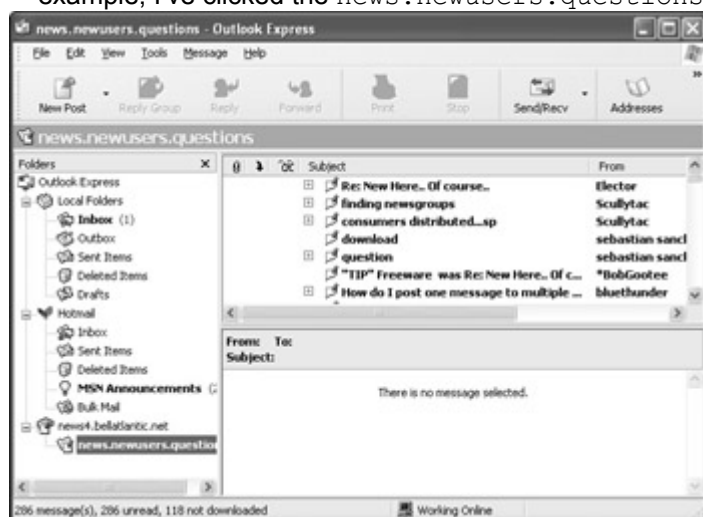 example, I've clicked the news.newusers.questions
news.newusers.questions - Outlook Express
File Edit View Tools Message Help
New Post Reply Group Reply Forward Print Stop Send/Recv Addresses
news.newusers.questions
Folders x Subject From
Outlook Express
Local Folders
Inbox (1)
Outbox
Sent Items
Deleted Items
Drafts
Hotmail
Inbox
Sent Items
Deleted Items
MSN Announcements (
Bulk Mail
news4.bellatlantic.net
news.newusers.questio
Re: New Here.. Of course.. Elector
finding newsgroups Scullytac
consumers distributed...sp Scullytac
download sebastian sancl
question sebastian sancl
"TIP" Freeware was Re: New Here.. Of c... *BobGootee
How do I post one message to multiple ... bluethunder
From: To:
Subject:
There is no message selected.
286 message(s), 286 unread, 118 not downloaded Working Online